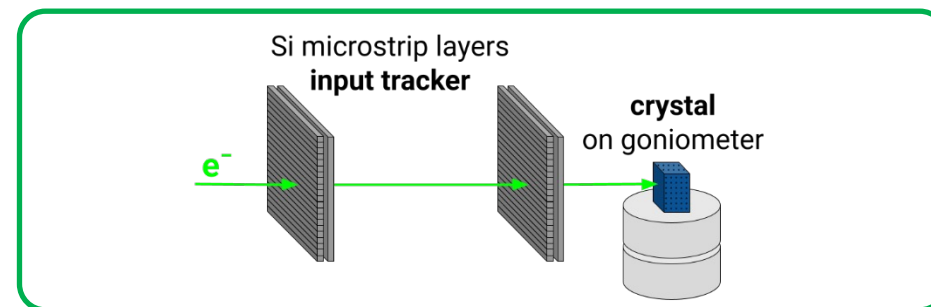 Si microstrip layers
input tracker
crystal
on goniometer
e⁻